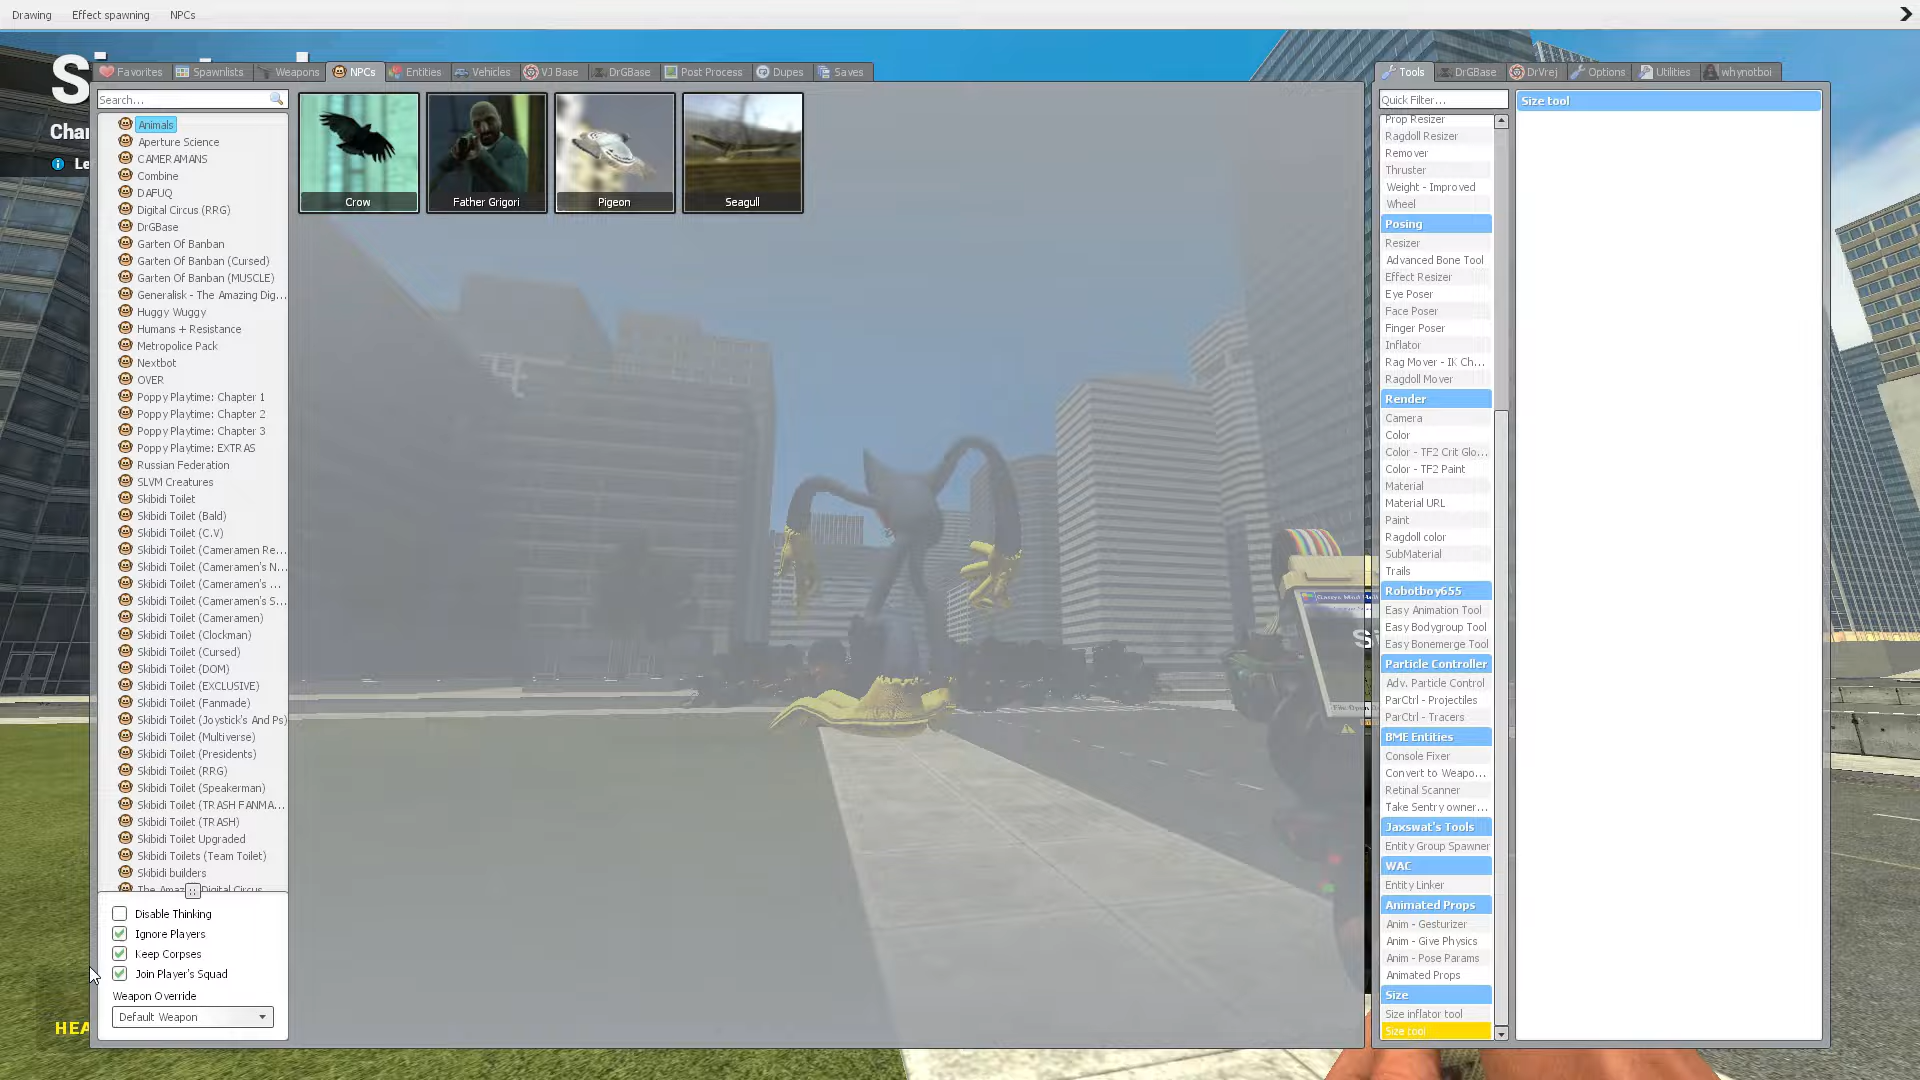 Drawing Effect spawning NPCs
Favorites Spawnlists Weapons NPCs Entities Vehicles VJ Base DrGBase Post Process Dupes Saves
Search...
Animals
Aperture Science
CAMERAMANS
Combine
DAFUQ
Digital Circus (RRG)
DrGBase
Garten Of Banban
Garten Of Banban (Cursed)
Garten Of Banban (MUSCLE)
Generalisk - The Amazing Dig...
Huggy Wuggy
Humans + Resistance
Metropolice Pack
Nextbot
OVER
Poppy Playtime: Chapter 1
Poppy Playtime: Chapter 2
Poppy Playtime: Chapter 3
Poppy Playtime: EXTRAS
Russian Federation
SLVM Creatures
Skibidi Toilet
Skibidi Toilet (Bald)
Skibidi Toilet (C.V)
Skibidi Toilet (Cameramen Re...
Skibidi Toilet (Cameramen's N...
Skibidi Toilet (Cameramen's ...
Skibidi Toilet (Cameramen's S...
Skibidi Toilet (Cameramen)
Skibidi Toilet (Clockman)
Skibidi Toilet (Cursed)
Skibidi Toilet (DOM)
Skibidi Toilet (EXCLUSIVE)
Skibidi Toilet (Fanmade)
Skibidi Toilet (Joystick's And Ps)
Skibidi Toilet (Multiverse)
Skibidi Toilet (Presidents)
Skibidi Toilet (RRG)
Skibidi Toilet (Speakerman)
Skibidi Toilet (TRASH FANMA...
Skibidi Toilet (TRASH)
Skibidi Toilet Upgraded
Skibidi Toilets (Team Toilet)
Skibidi builders
Disable Thinking
Ignore Players
Keep Corpses
Join Player's Squad
Weapon Override
Default Weapon
Crow
Father Grigori
Pigeon
Seagull
Cha
Le
HEA
Tools DrGBase DrVrej Options Utilities whynotboi
Quick Filter...
Prop Resizer
Ragdoll Resizer
Remover
Thruster
Weight - Improved
Wheel
Posing
Resizer
Advanced Bone Tool
Effect Resizer
Eye Poser
Face Poser
Finger Poser
Inflator
Rag Mover - IK Ch...
Ragdoll Mover
Render
Camera
Color
Color - TF2 Crit Glo...
Color - TF2 Paint
Material
Material URL
Paint
Ragdoll color
SubMaterial
Trails
Robotboy655
Easy Animation Tool
Easy Bodygroup Tool
Easy Bonemerge Tool
Particle Controller
Adv. Particle Control
ParCtrl - Projectiles
ParCtrl - Tracers
BME Entities
Console Fixer
Convert to Weapo...
Retinal Scanner
Take Sentry owner...
Jaxswat's Tools
Entity Group Spawner
WAC
Entity Linker
Animated Props
Anim - Gesturizer
Anim - Give Physics
Anim - Pose Params
Animated Props
Size
Size inflator tool
Size tool
Size tool